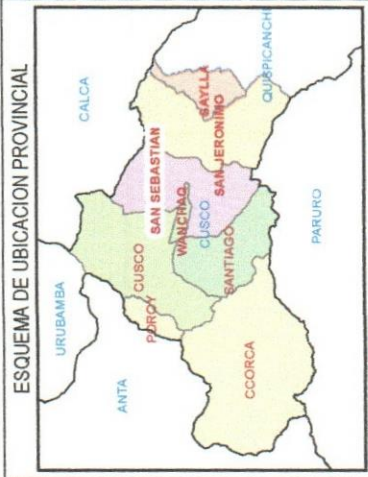 ESQUEMA DE UBICACION PROVINCIAL
URUBAMBA
CALCA
ANTA
POROY
CUSCO
SAN SEBASTIAN
WANCHAQ
CUSCO
SAYLLA
SAN JERONIMO
SANTIAGO
CCORCA
QUISPICANCHI
PARURO